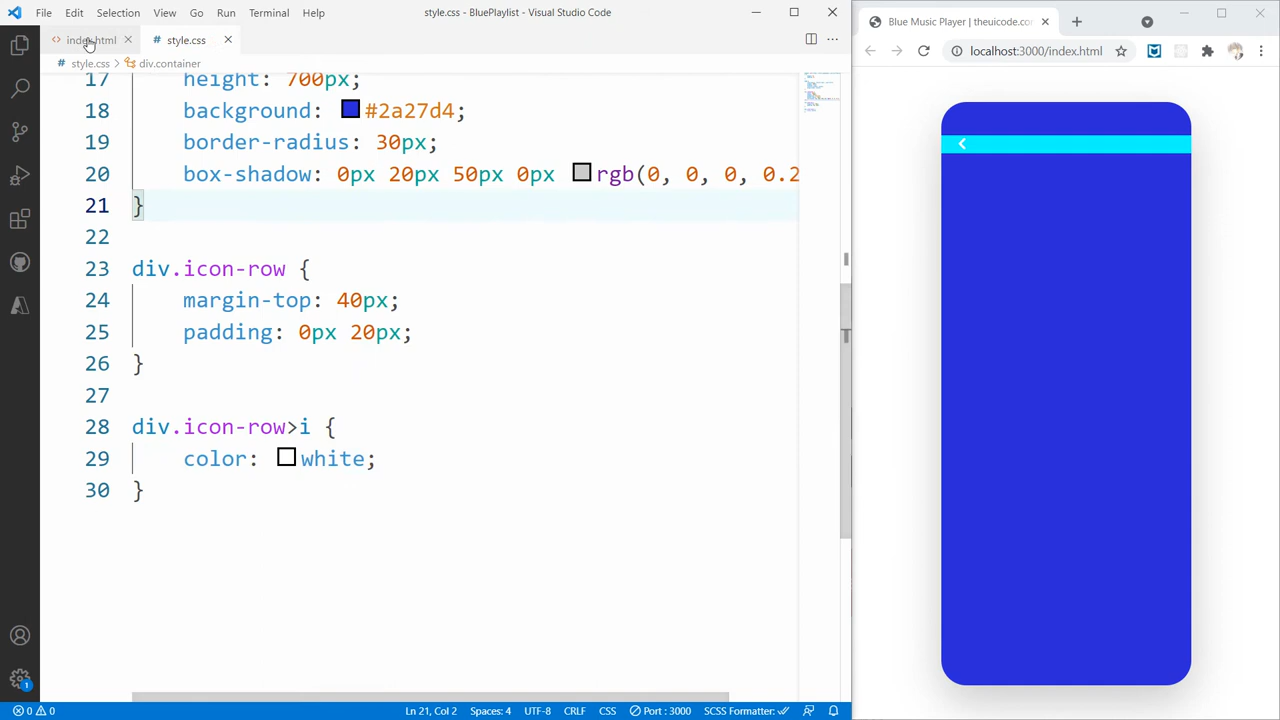 File Edit Selection View Go Run Terminal Help style.css - BluePlaylist - Visual Studio Code
index.html style.css
style.css div.container
17 height: 700px;
18 background: #2a27d4;
19 border-radius: 30px;
20 box-shadow: 0px 20px 50px 0px rgb(0, 0, 0, 0.2
21 }
22
23 div.icon-row {
24 margin-top: 40px;
25 padding: 0px 20px;
26 }
27
28 div.icon-row>i {
29 color: white;
30 }
1
0 0 Ln 21, Col 2 Spaces: 4 UTF-8 CRLF CSS Port : 3000 SCSS Formatter:
Blue Music Player | theuicode.com
localhost:3000/index.html